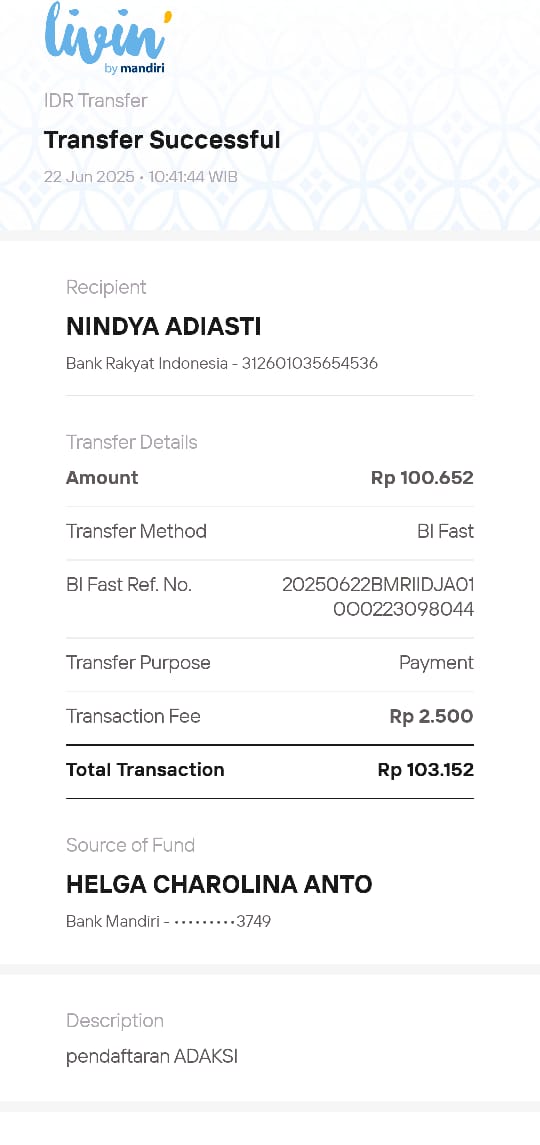 livin'
by mandiri
IDR Transfer
Transfer Successful
22 Jun 2025 • 10:41:44 WIB
Recipient
NINDYA ADIASTI
Bank Rakyat Indonesia - 312601035654536
Transfer Details
Amount Rp 100.652
Transfer Method BI Fast
BI Fast Ref. No. 20250622BMRIIDJA01
000223098044
Transfer Purpose Payment
Transaction Fee Rp 2.500
Total Transaction Rp 103.152
Source of Fund
HELGA CHAROLINA ANTO
Bank Mandiri - •••••••••3749
Description
pendaftaran ADAKSI